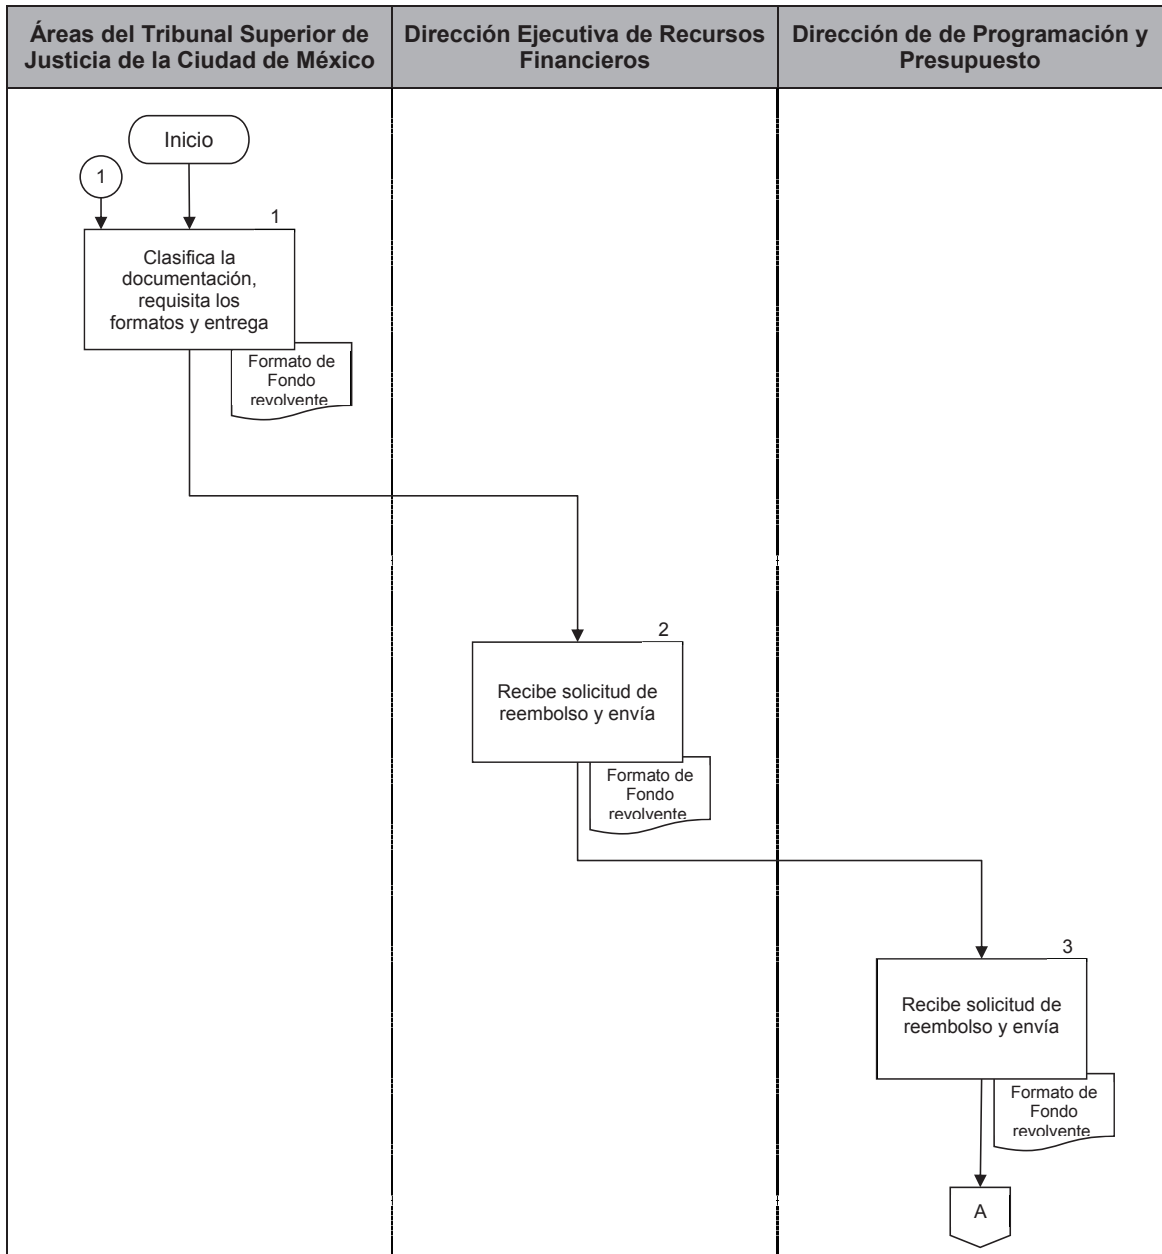 Áreas del Tribunal Superior de
Justicia de la Ciudad de México
Dirección Ejecutiva de Recursos
Financieros
Dirección de de Programación y
Presupuesto
Inicio
1
1
Clasifica la
documentación,
requisita los
formatos y entrega
Formato de
Fondo
revolvente
2
Recibe solicitud de
reembolso y envía
Formato de
Fondo
revolvente
3
Recibe solicitud de
reembolso y envía
Formato de
Fondo
revolvente
A